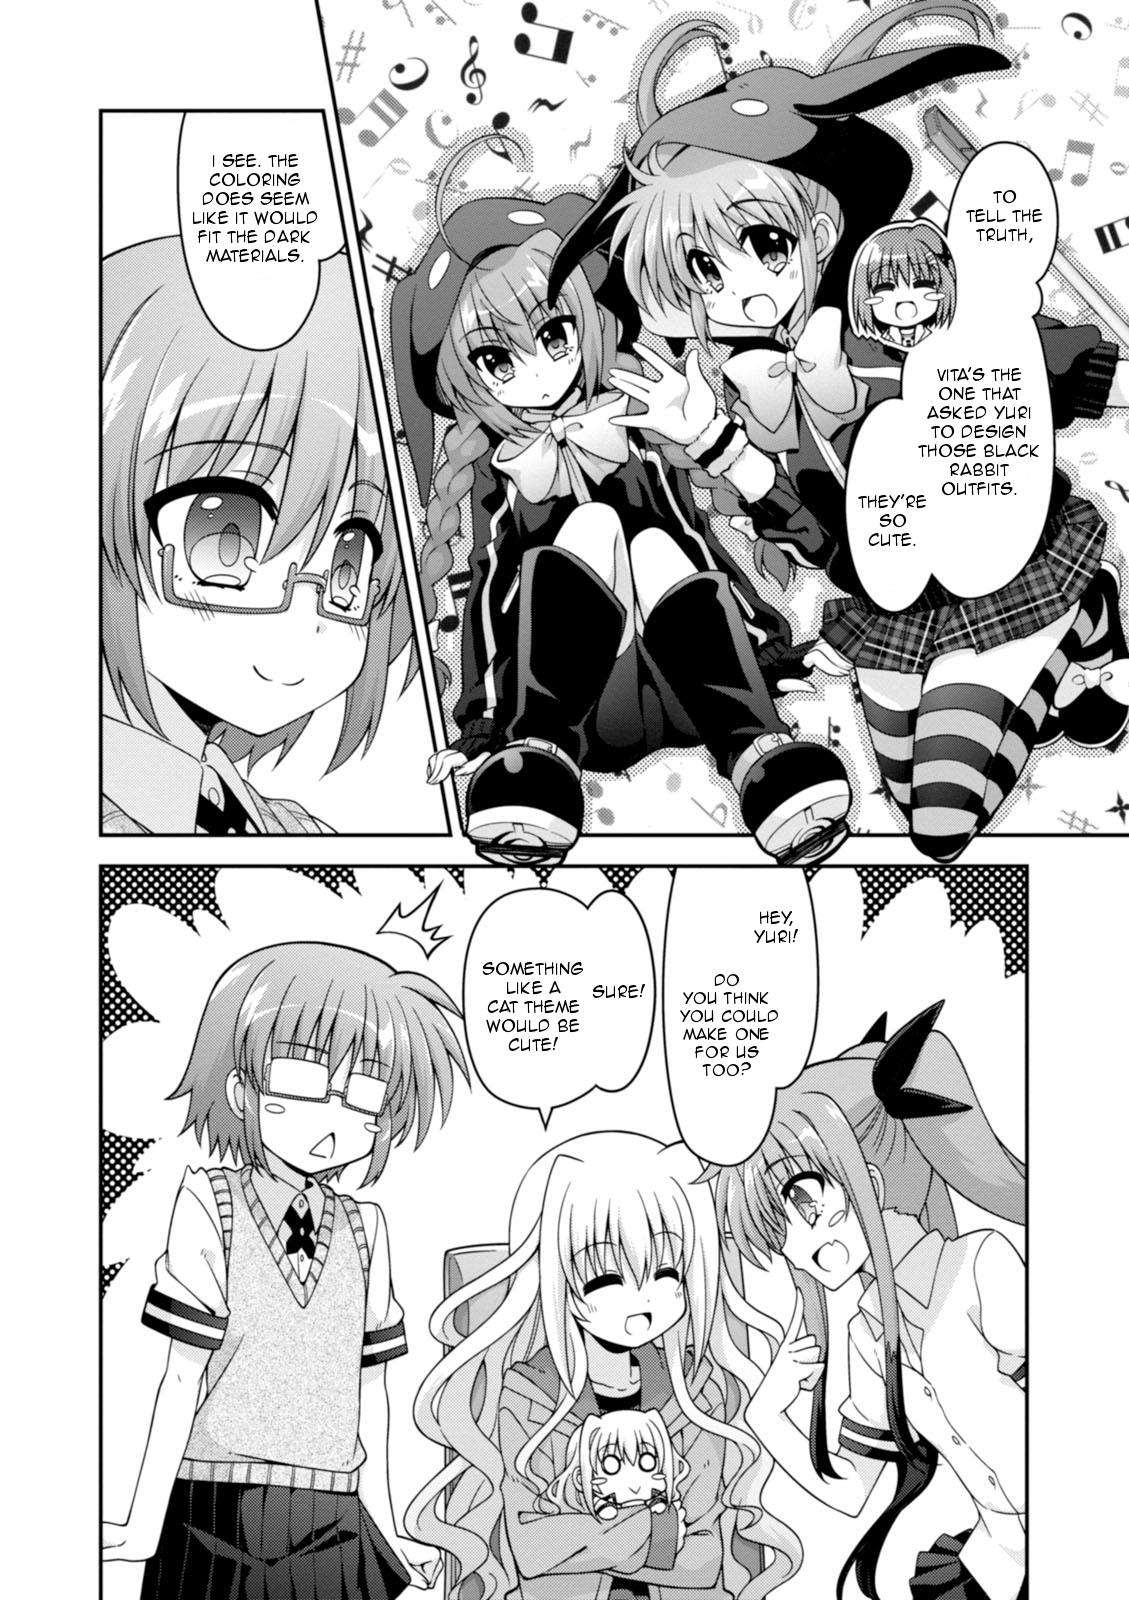 TO
TELL THE
TRUTH,
VITA'S THE
ONE THAT
ASKED YURI
TO DESIGN
THOSE BLACK
RABBIT
OUTFITS.
THEY'RE
SO
CUTE.
I SEE. THE
COLORING
DOES SEEM
LIKE IT WOULD
FIT THE DARK
MATERIALS.
HEY,
YURI!
DO
YOU THINK
YOU COULD
MAKE ONE
FOR US
TOO?
SURE!
SOMETHING
LIKE A
CAT THEME
WOULD BE
CUTE!